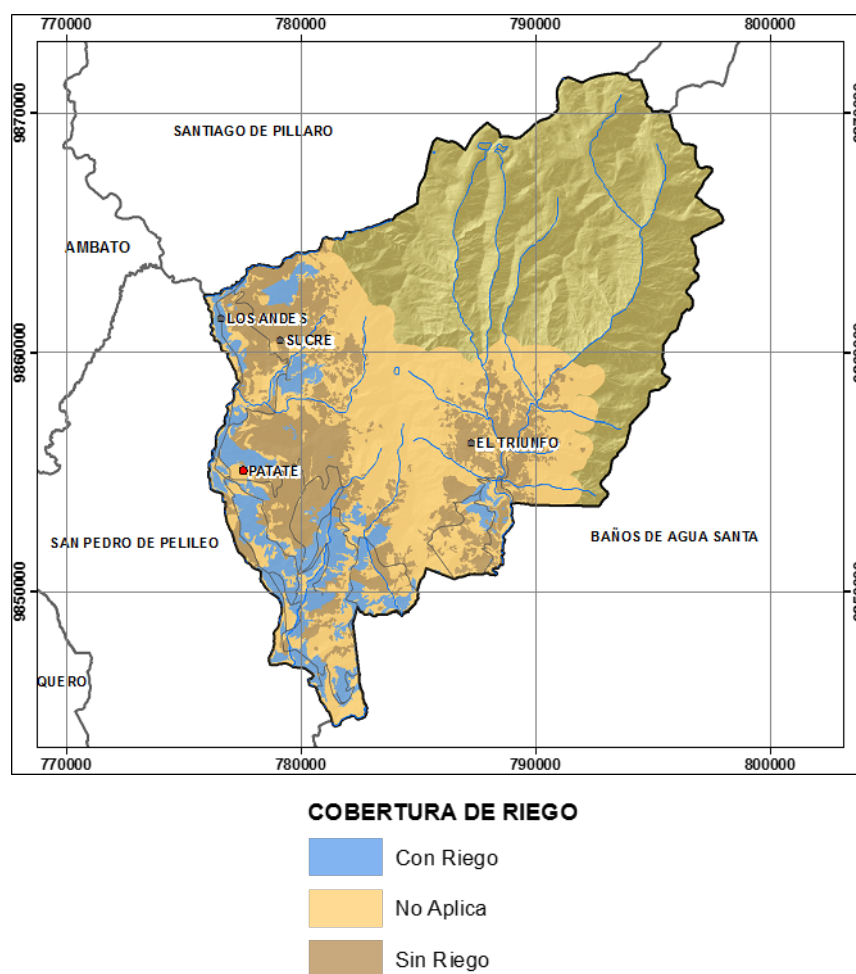 770000 780000 790000 800000
9870000
SANTIAGO DE PILLARO
AMBATO
LOS ANDES
SUCRE
EL TRIUNFO
PATATE
SAN PEDRO DE PELILEO
BAÑOS DE AGUA SANTA
9850000
QUERO
770000 780000 790000 800000
COBERTURA DE RIEGO
Con Riego
No Aplica
Sin Riego